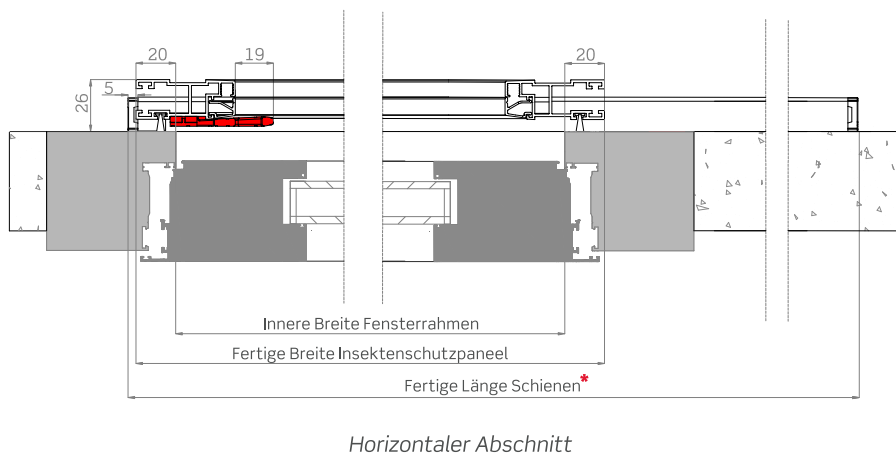 20
19
20
5
26
Innere Breite Fensterrahmen
Fertige Breite Insektenschutzpaneel
Fertige Länge Schienen*
Horizontaler Abschnitt